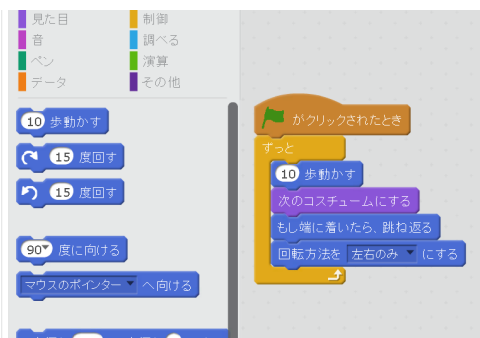 見た目
制御
音
調べる
ペン
演算
データ
その他
10 歩動かす
15 度回す
15 度回す
90 度に向ける
マウスのポインター へ向ける
がクリックされたとき
ずっと
10 歩動かす
次のコスチュームにする
もし端に着いたら、跳ね返る
回転方法を 左右のみ にする